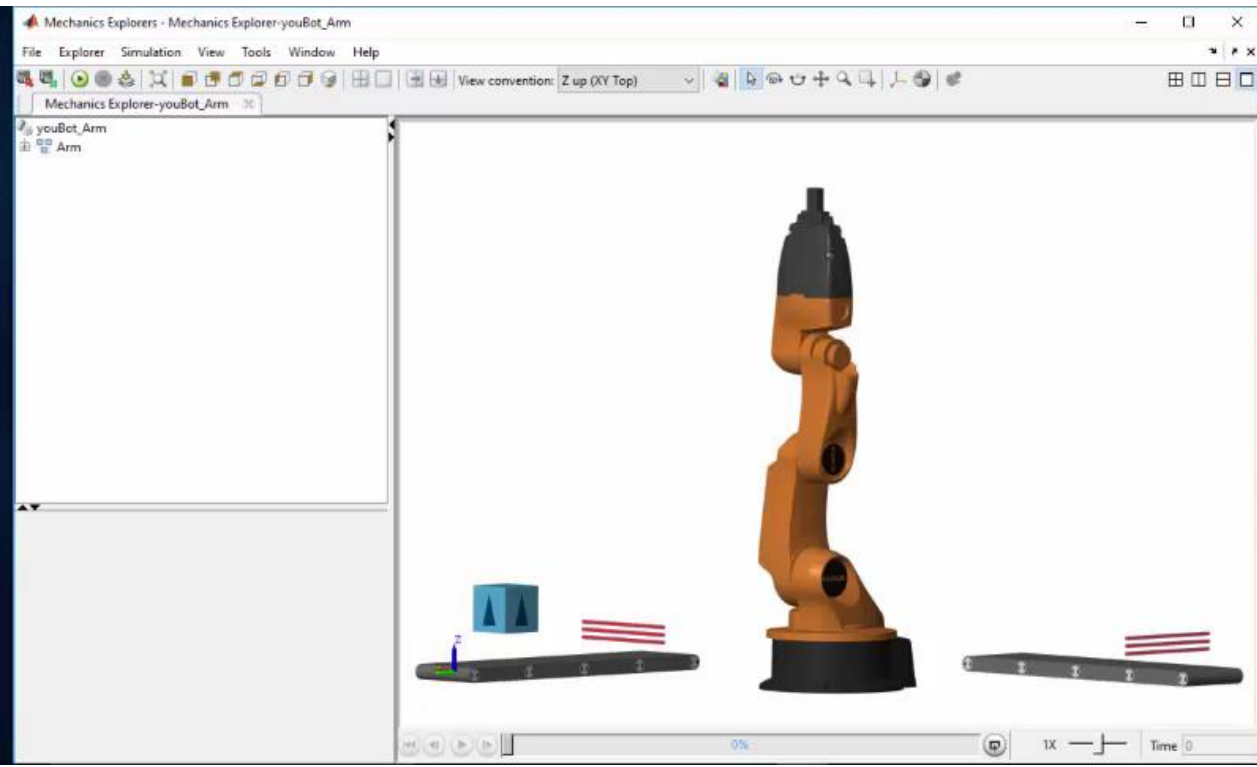 Mechanics Explorers - Mechanics Explorer-youBot_Arm
File Explorer Simulation View Tools Window Help
View convention: Z up (XY Top)
Mechanics Explorer-youBot_Arm
youBot_Arm
Arm
Z
0%
1X
Time 0